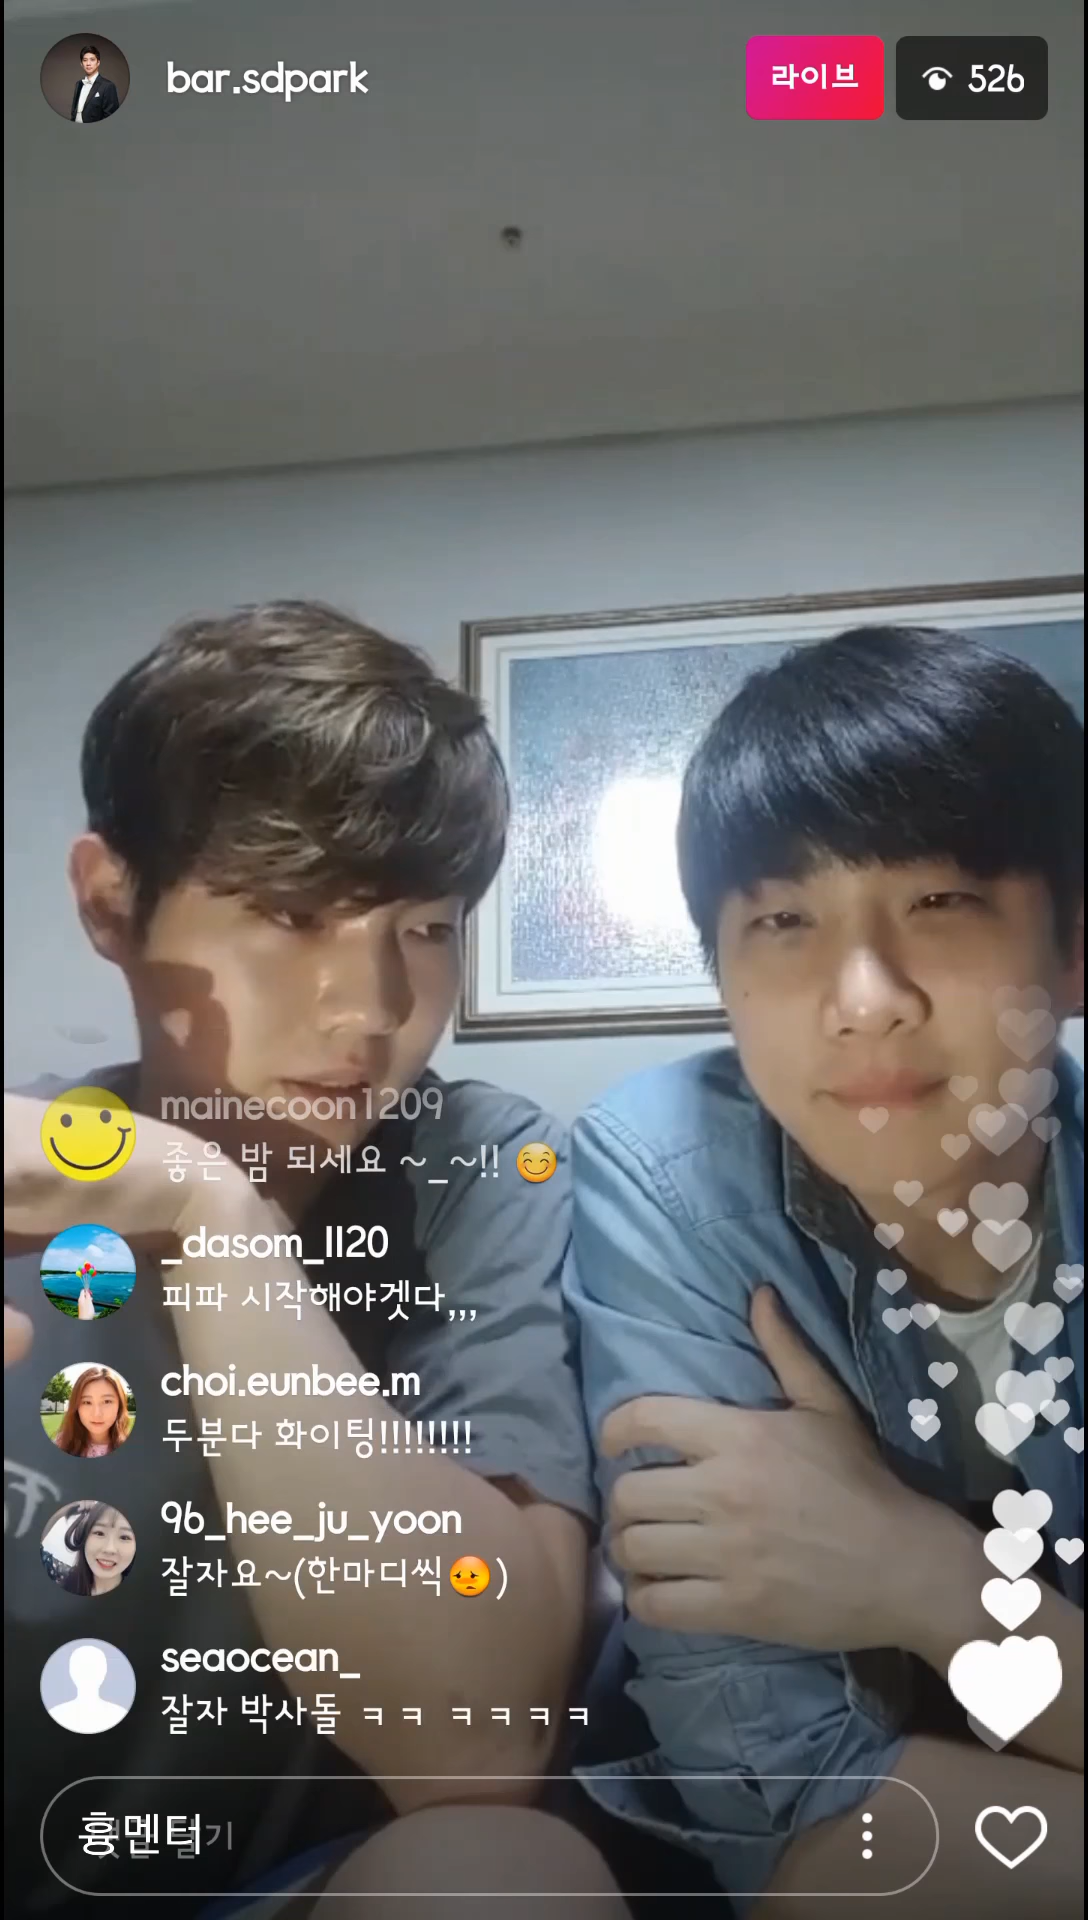 bar.sdpark
라이브
526
mainecoon1209
좋은 밤 되세요 ~_~!! 😊
_dasom_1120
피파 시작해야겟다,,,
choi.eunbee.m
두분다 화이팅!!!!!!!!
96_hee_ju_yoon
잘자요~(한마디씩😳)
seaocean_
잘자 박사돌 ㅋㅋ ㅋㅋㅋㅋ
흉멘터